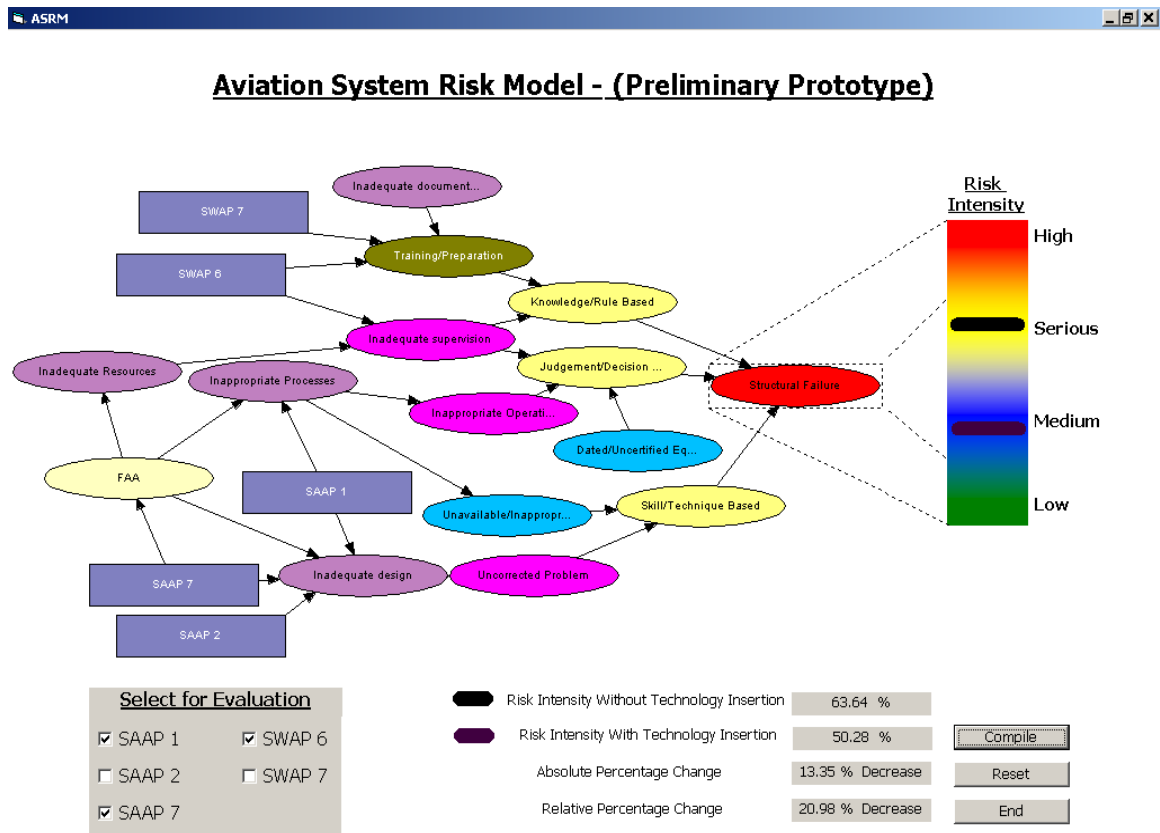 ASRM
Aviation System Risk Model - (Preliminary Prototype)
Inadequate document...
SWAP 7
Training/Preparation
SWAP 6
Knowledge/Rule Based
Inadequate supervision
Inadequate Resources
Inappropriate Processes
Judgement/Decision ...
Structural Failure
Inappropriate Operati...
Dated/Uncertified Eq...
FAA
SAAP 1
Skill/Technique Based
Unavailable/Inappropr...
Inadequate design
Uncorrected Problem
SAAP 7
SAAP 2
Risk
Intensity
High
Serious
Medium
Low
Select for Evaluation
SAAP 1
SWAP 6
SAAP 2
SWAP 7
SAAP 7
Risk Intensity Without Technology Insertion
63.64 %
Risk Intensity With Technology Insertion
50.28 %
Absolute Percentage Change
13.35 % Decrease
Relative Percentage Change
20.98 % Decrease
Compile
Reset
End